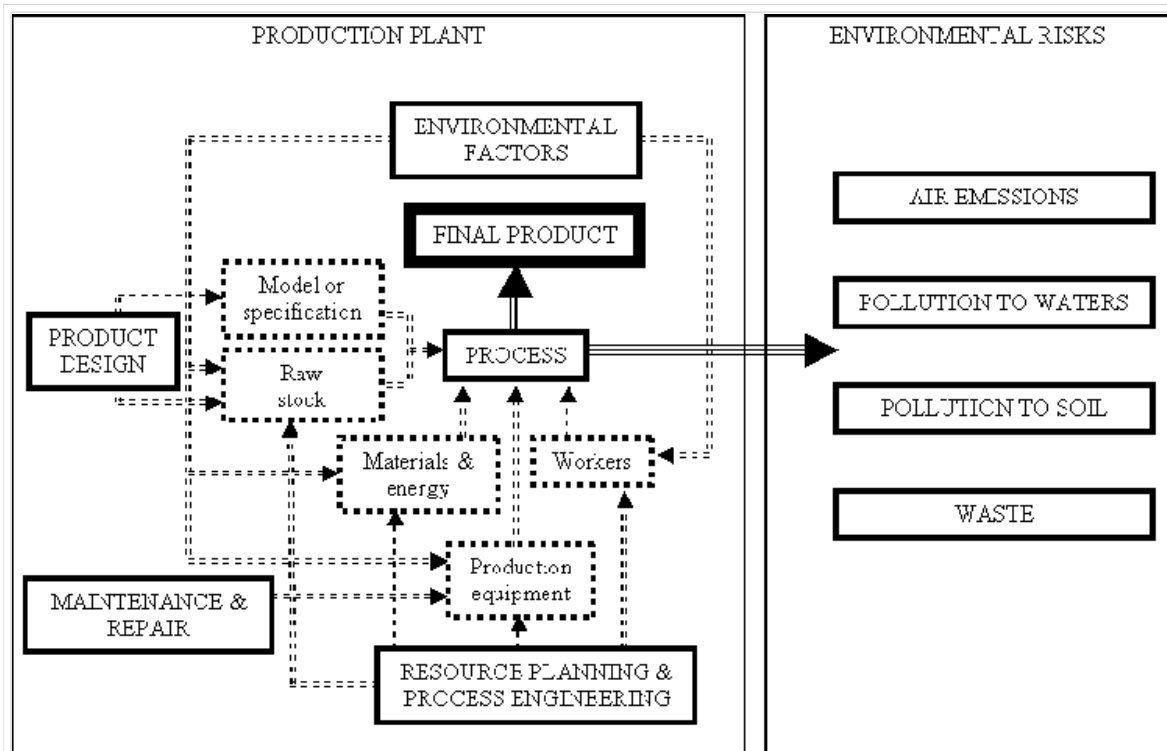 PRODUCTION PLANT
ENVIRONMENTAL RISKS
ENVIRONMENTAL
FACTORS
AIR EMISSIONS
FINAL PRODUCT
Model or
specification
POLLUTION TO WATERS
PRODUCT
DESIGN
PROCESS
Raw
stock
POLLUTION TO SOIL
Materials &
energy
Workers
WASTE
Production
equipment
MAINTENANCE &
REPAIR
RESOURCE PLANNING &
PROCESS ENGINEERING